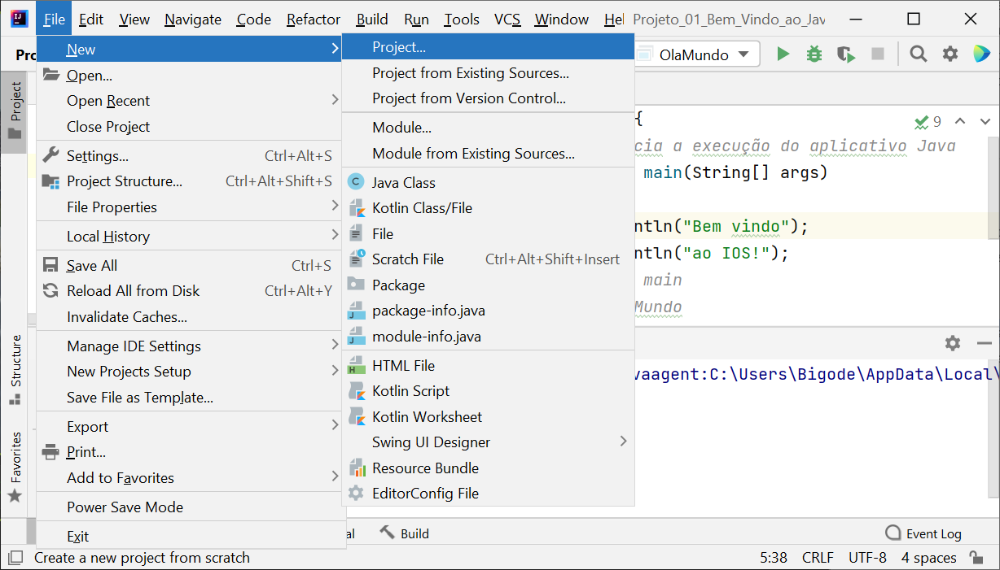 File Edit View Navigate Code Refactor Build Run Tools VCS Window Hel Projeto_01_Bem_Vindo_ao_Jav
New
Open...
Open Recent
Close Project
Settings... Ctrl+Alt+S
Project Structure... Ctrl+Alt+Shift+S
File Properties
Local History
Save All Ctrl+S
Reload All from Disk Ctrl+Alt+Y
Invalidate Caches...
Manage IDE Settings
New Projects Setup
Save File as Template...
Export
Print...
Add to Favorites
Power Save Mode
Exit
Project...
Project from Existing Sources...
Project from Version Control...
Module...
Module from Existing Sources...
Java Class
Kotlin Class/File
File
Scratch File Ctrl+Alt+Shift+Insert
Package
package-info.java
module-info.java
HTML File
Kotlin Script
Kotlin Worksheet
Swing UI Designer
Resource Bundle
EditorConfig File
Pro
OlaMundo
Project
Structure
Favorites
{
9
cia a execução do aplicativo Java
main(String[] args)
ntln("Bem vindo");
ntln("ao IOS!");
main
Mundo
vaagent:C:\Users\Bigode\AppData\Local\
al Build Event Log
Create a new project from scratch 5:38 CRLF UTF-8 4 spaces